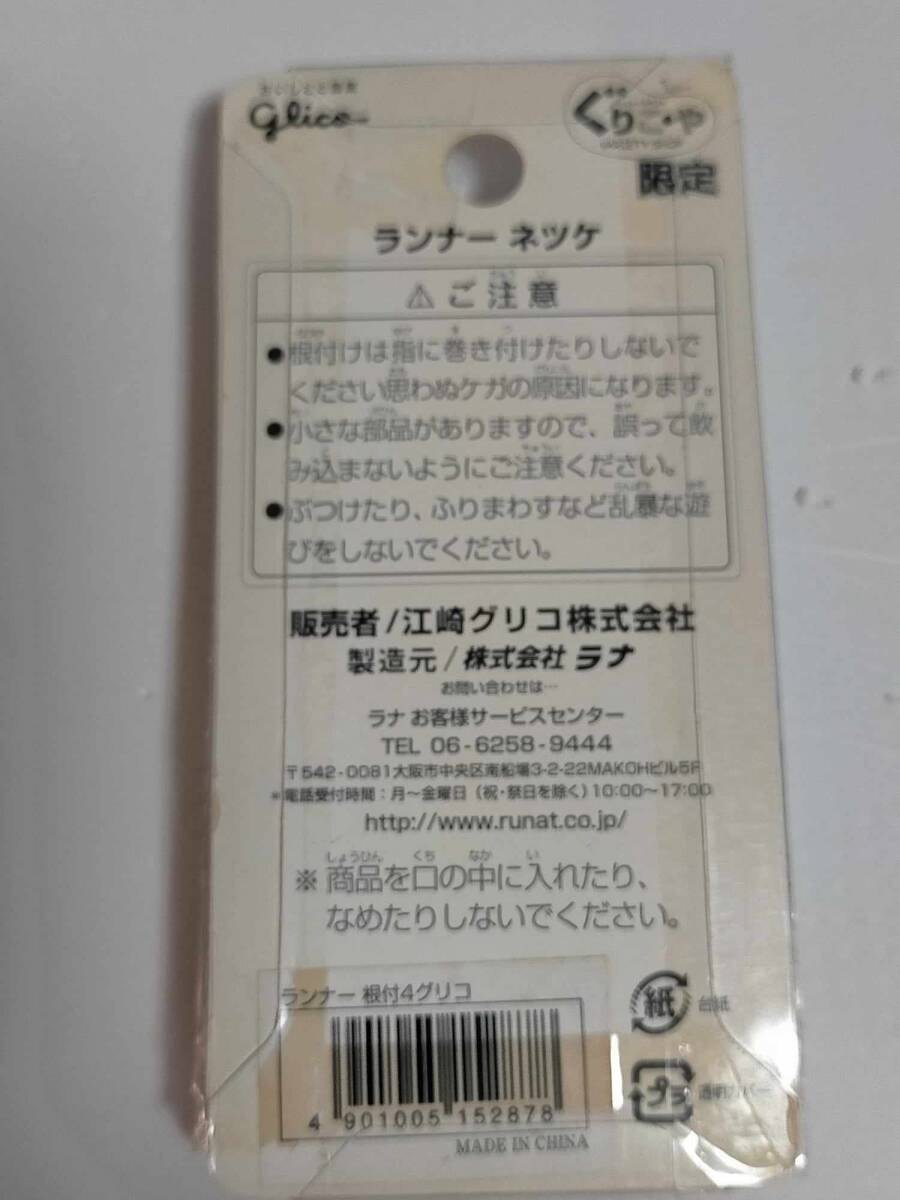 おいしさと健康
glico
ぐりこ・や
VARIETY SHOP
限定
ランナー ネツケ
⚠ ご注意
●根付けは指に巻き付けたりしないで
ください思わぬケガの原因になります。
●小さな部品がありますので、誤って飲
み込まないようにご注意ください。
●ぶつけたり、ふりまわすなど乱暴な遊
びをしないでください。
販売者/江崎グリコ株式会社
製造元/株式会社 ラナ
お問い合わせは…
ラナ お客様サービスセンター
TEL 06-6258-9444
〒542-0081大阪市中央区南船場3-2-22MAKOHビル5F
*電話受付時間:月〜金曜日(祝・祭日を除く)10:00〜17:00
http://www.runat.co.jp/
しょうひん くち なか い
※商品を口の中に入れたり、
なめたりしないでください。
ランナー 根付4グリコ
4 901005 152878
MADE IN CHINA
紙 台紙
プラ 透明カバー